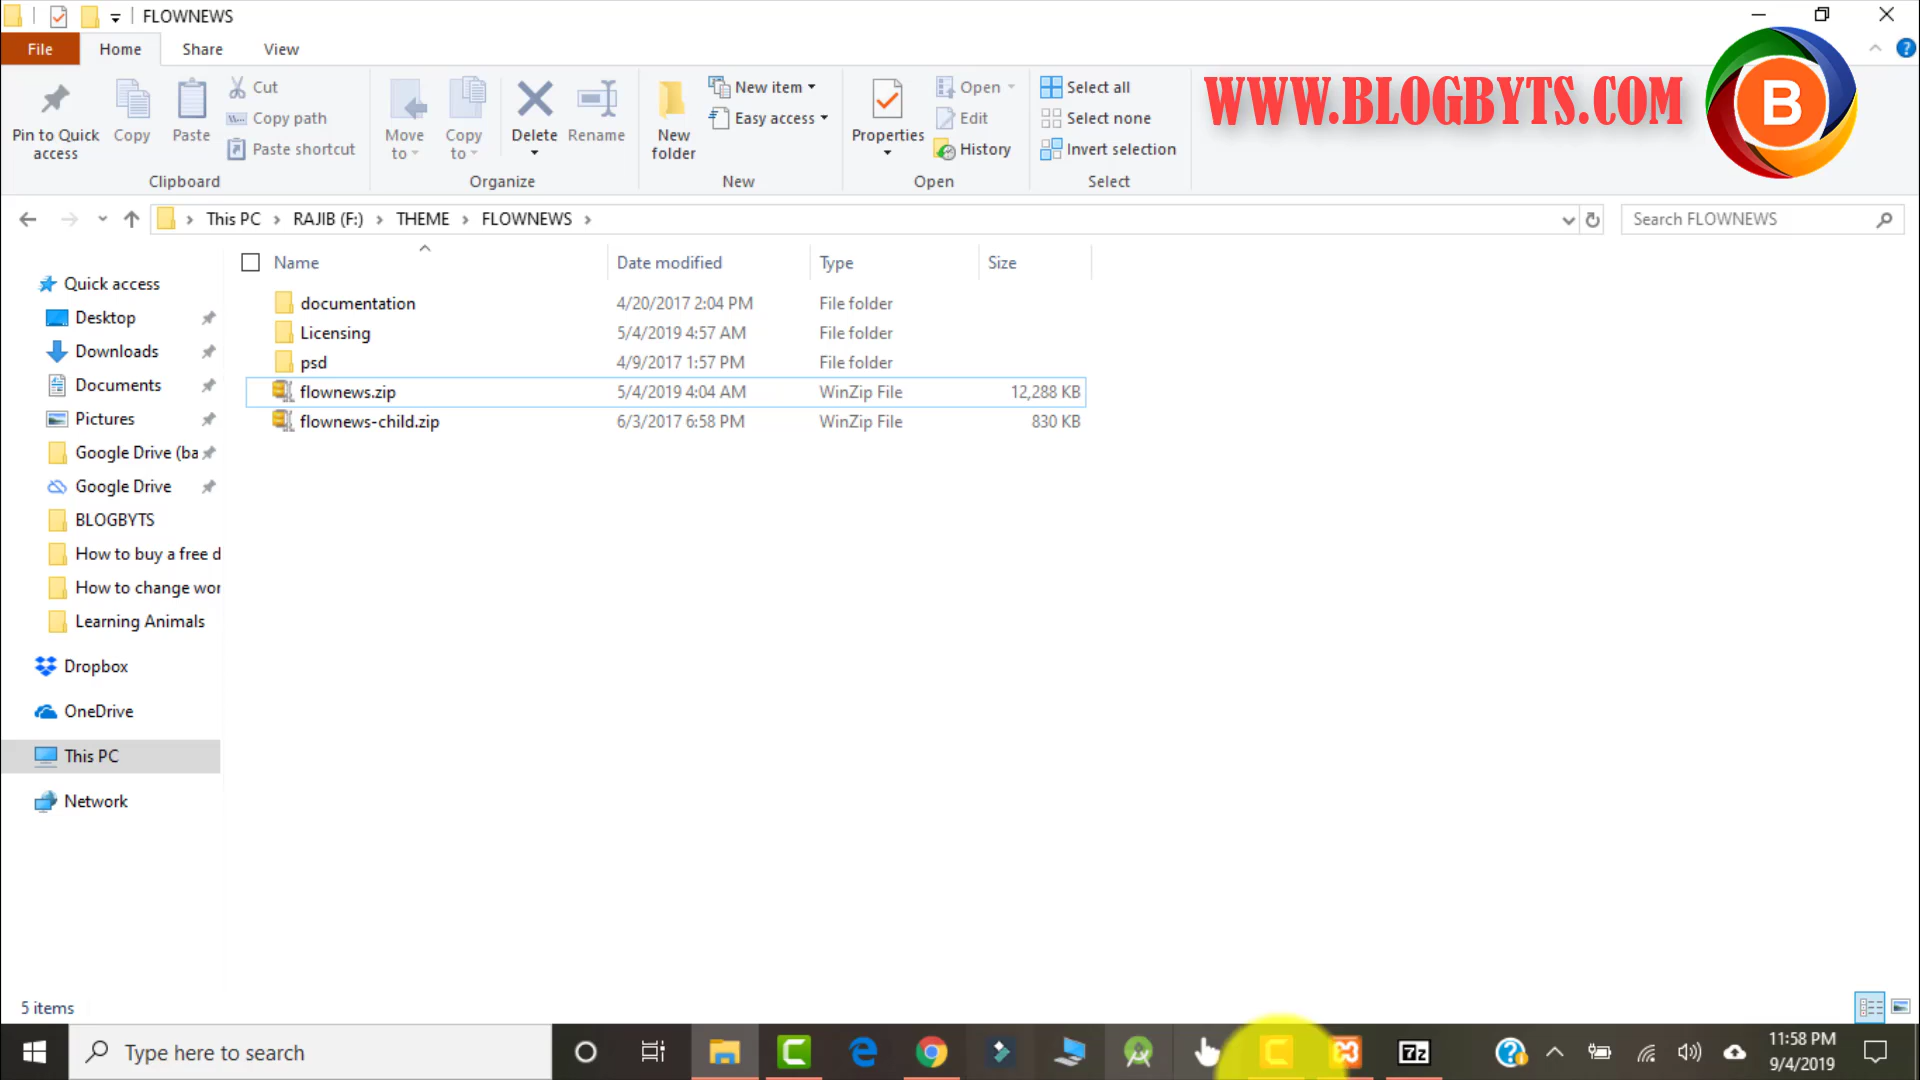 FLOWNEWS
File Home Share View
Pin to Quick access
Copy
Paste
Cut
Copy path
Paste shortcut
Clipboard
Move to
Copy to
Delete
Rename
Organize
New folder
New item
Easy access
New
Properties
Open
Edit
History
Open
Select all
Select none
Invert selection
Select
WWW.BLOGBYTS.COM
B
This PC > RAJIB (F:) > THEME > FLOWNEWS >
Search FLOWNEWS
Name Date modified Type Size
documentation 4/20/2017 2:04 PM File folder
Licensing 5/4/2019 4:57 AM File folder
psd 4/9/2017 1:57 PM File folder
flownews.zip 5/4/2019 4:04 AM WinZip File 12,288 KB
flownews-child.zip 6/3/2017 6:58 PM WinZip File 830 KB
Quick access
Desktop
Downloads
Documents
Pictures
Google Drive (ba
Google Drive
BLOGBYTS
How to buy a free d
How to change wor
Learning Animals
Dropbox
OneDrive
This PC
Network
5 items
Type here to search
7z
11:58 PM
9/4/2019